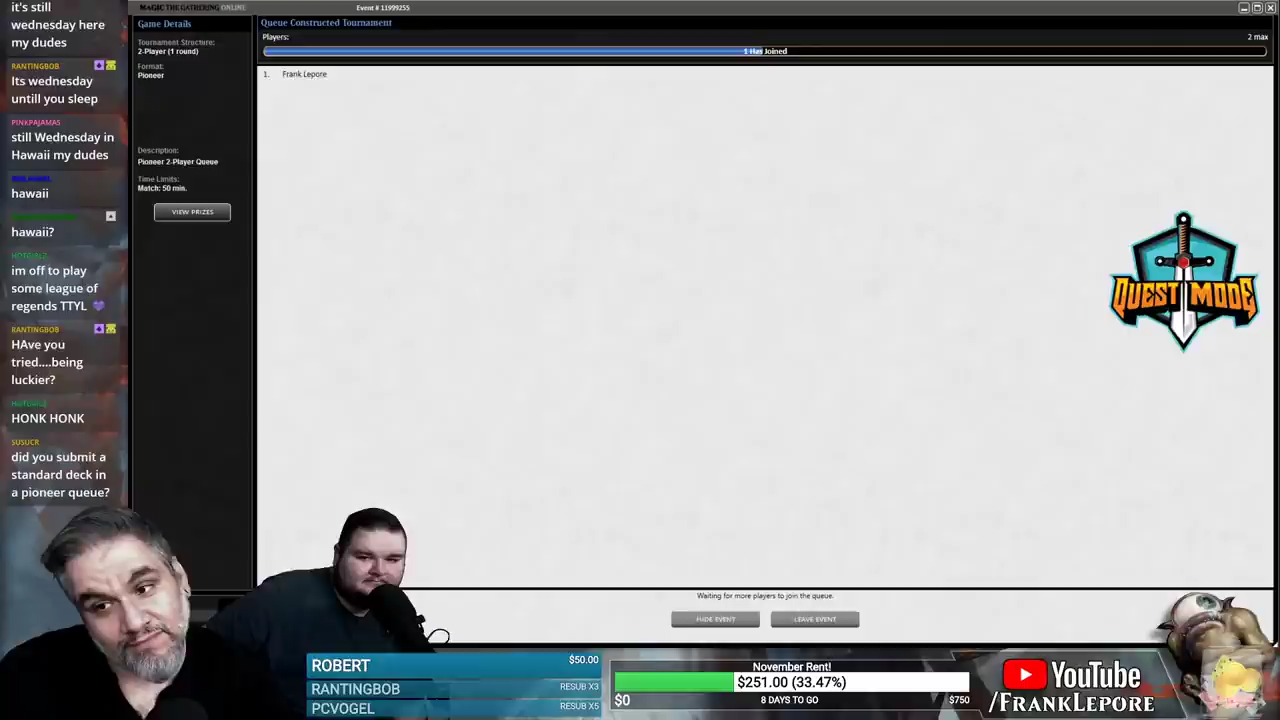 it's still
wednesday here
my dudes
RANTINGBOB
Its wednesday
untill you sleep
PINKPAJAMAS
still Wednesday in
Hawaii my dudes
hawaii
hawaii?
im off to play
some league of
regends TTYL
RANTINGBOB
HAve you
tried....being
luckier?
HONK HONK
SUSUCR
did you submit a
standard deck in
a pioneer queue?
MAGIC THE GATHERING ONLINE
Event # 11999255
Game Details
Tournament Structure:
2-Player (1 round)
Format:
Pioneer
Description:
Pioneer 2-Player Queue
Time Limits:
Match: 50 min.
VIEW PRIZES
Queue Constructed Tournament
Players:
2 max
1 Has Joined
1. Frank Lepore
QUEST MODE
Waiting for more players to join the queue.
HIDE EVENT
LEAVE EVENT
ROBERT $50.00
RANTINGBOB RESUB X3
PCVOGEL RESUB X5
November Rent!
$251.00 (33.47%)
$0 8 DAYS TO GO $750
YouTube
/FRANKLEPORE